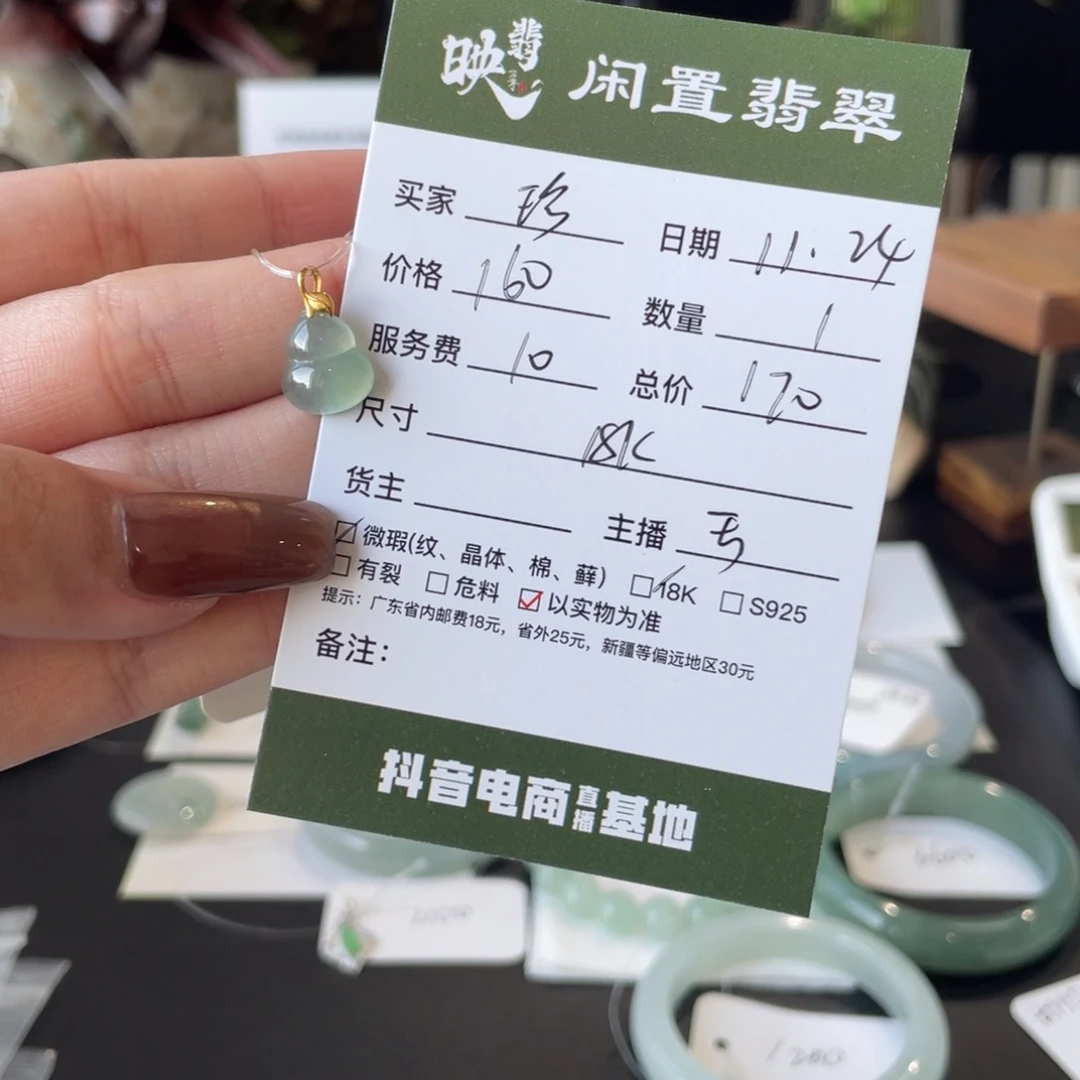 映翡 闲置翡翠
买家 珍 日期 11.24
价格 160 数量 1
服务费 10 总价 170
尺寸 18K
货主 主播
微瑕(纹、晶体、棉、藓) 18K S925
有裂 危料 以实物为准
提示：广东省内邮费18元，省外25元，新疆等偏远地区30元
备注：
抖音电商直播基地
1200